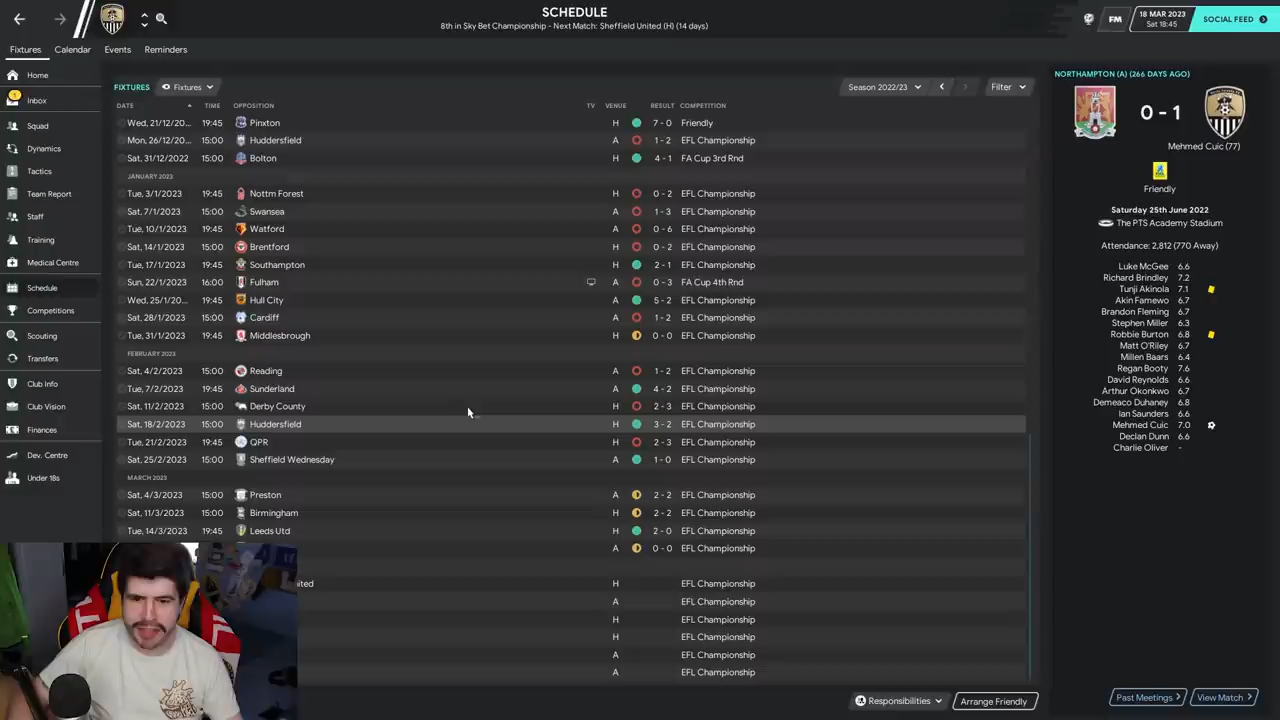 SCHEDULE
8th in Sky Bet Championship - Next Match: Sheffield United (H) (14 days)
FM
18 MAR 2023
Sat 18:45
SOCIAL FEED
Fixtures
Calendar
Events
Reminders
Home
1
Inbox
Squad
Dynamics
Tactics
Team Report
Staff
Training
Medical Centre
Schedule
Competitions
Scouting
Transfers
Club Info
Club Vision
Finances
Dev. Centre
Under 18s
FIXTURES Fixtures Season 2022/23 Filter
DATE TIME OPPOSITION TV VENUE RESULT COMPETITION
Wed, 21/12/20... 19:45 Pinxton H 7 - 0 Friendly
Mon, 26/12/20... 15:00 Huddersfield A 1 - 2 EFL Championship
Sat, 31/12/2022 15:00 Bolton H 4 - 1 FA Cup 3rd Rnd
JANUARY 2023
Tue, 3/1/2023 19:45 Nottm Forest H 0 - 2 EFL Championship
Sat, 7/1/2023 15:00 Swansea A 1 - 3 EFL Championship
Tue, 10/1/2023 19:45 Watford A 0 - 6 EFL Championship
Sat, 14/1/2023 15:00 Brentford H 0 - 2 EFL Championship
Tue, 17/1/2023 19:45 Southampton H 2 - 1 EFL Championship
Sun, 22/1/2023 16:00 Fulham A 0 - 3 FA Cup 4th Rnd
Wed, 25/1/20... 19:45 Hull City H 5 - 2 EFL Championship
Sat, 28/1/2023 15:00 Cardiff A 1 - 2 EFL Championship
Tue, 31/1/2023 19:45 Middlesbrough H 0 - 0 EFL Championship
FEBRUARY 2023
Sat, 4/2/2023 15:00 Reading A 1 - 2 EFL Championship
Tue, 7/2/2023 19:45 Sunderland A 4 - 2 EFL Championship
Sat, 11/2/2023 15:00 Derby County H 2 - 3 EFL Championship
Sat, 18/2/2023 15:00 Huddersfield H 3 - 2 EFL Championship
Tue, 21/2/2023 19:45 QPR H 2 - 3 EFL Championship
Sat, 25/2/2023 15:00 Sheffield Wednesday A 1 - 0 EFL Championship
MARCH 2023
Sat, 4/3/2023 15:00 Preston A 2 - 2 EFL Championship
Sat, 11/3/2023 15:00 Birmingham H 2 - 2 EFL Championship
Tue, 14/3/2023 19:45 Leeds Utd H 2 - 0 EFL Championship
A 0 - 0 EFL Championship
H EFL Championship
A EFL Championship
H EFL Championship
H EFL Championship
A EFL Championship
A EFL Championship
Responsibilities
Arrange Friendly
NORTHAMPTON (A) (266 DAYS AGO)
0 - 1
Mehmed Cuic (77)
Friendly
Saturday 25th June 2022
The PTS Academy Stadium
Attendance: 2,812 (770 Away)
Luke McGee 6.6
Richard Brindley 7.2
Tunji Akinola 7.1
Akin Famewo 6.7
Brandon Fleming 6.7
Stephen Miller 6.3
Robbie Burton 6.8
Matt O'Riley 6.7
Millen Baars 6.4
Regan Booty 7.6
David Reynolds 6.6
Arthur Okonkwo 6.7
Demeaco Duhaney 6.8
Ian Saunders 6.6
Mehmed Cuic 7.0
Declan Dunn 6.6
Charlie Oliver -
Past Meetings
View Match